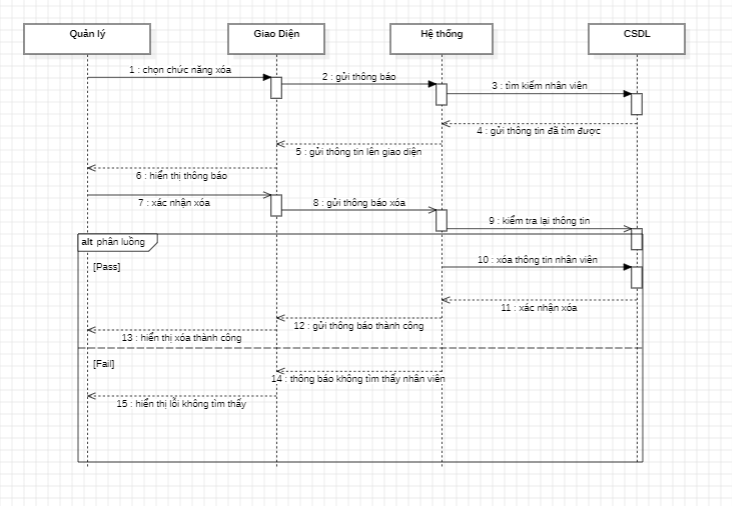 Quản lý
Giao Diện
Hệ thống
CSDL
1 : chọn chức năng xóa
2 : gửi thông báo
3 : tìm kiếm nhân viên
4 : gửi thông tin đã tìm được
5 : gửi thông tin lên giao diện
6 : hiển thị thông báo
7 : xác nhận xóa
8 : gửi thông báo xóa
9 : kiểm tra lại thông tin
alt phân luồng
[Pass]
10 : xóa thông tin nhân viên
11 : xác nhận xóa
12 : gửi thông báo thành công
13 : hiển thị xóa thành công
[Fail]
14 : thông báo không tìm thấy nhân viên
15 : hiển thị lỗi không tìm thấy